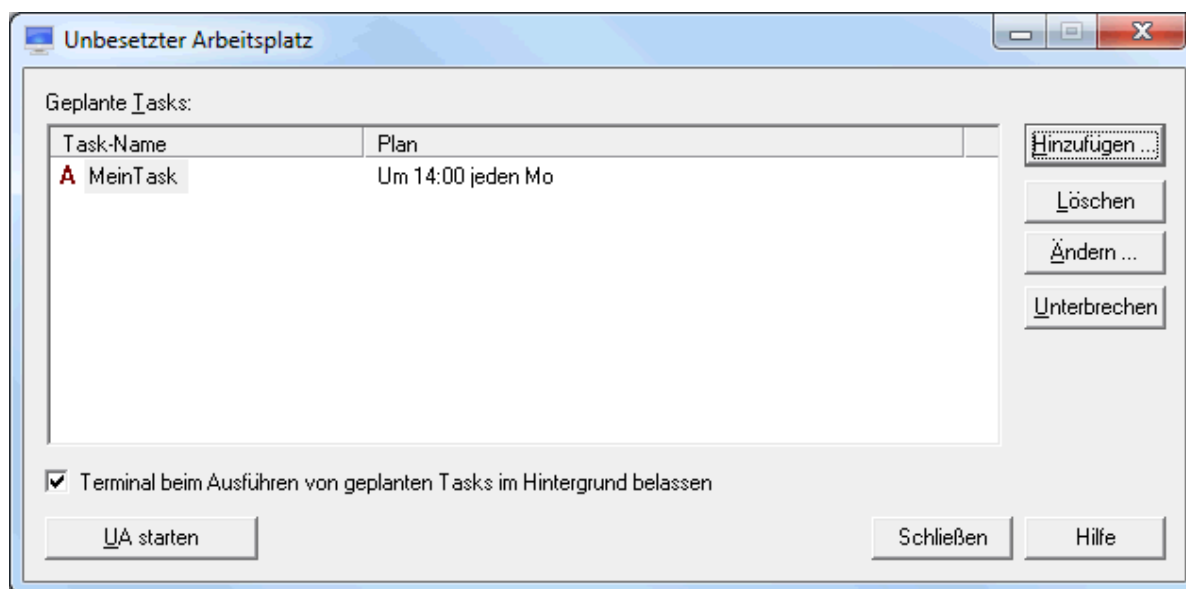 Unbesetzter Arbeitsplatz
Geplante Tasks:
Task-Name Plan
Hinzufügen ...
A MeinTask Um 14:00 jeden Mo
Löschen
Ändern ...
Unterbrechen
Terminal beim Ausführen von geplanten Tasks im Hintergrund belassen
UA starten Schließen Hilfe